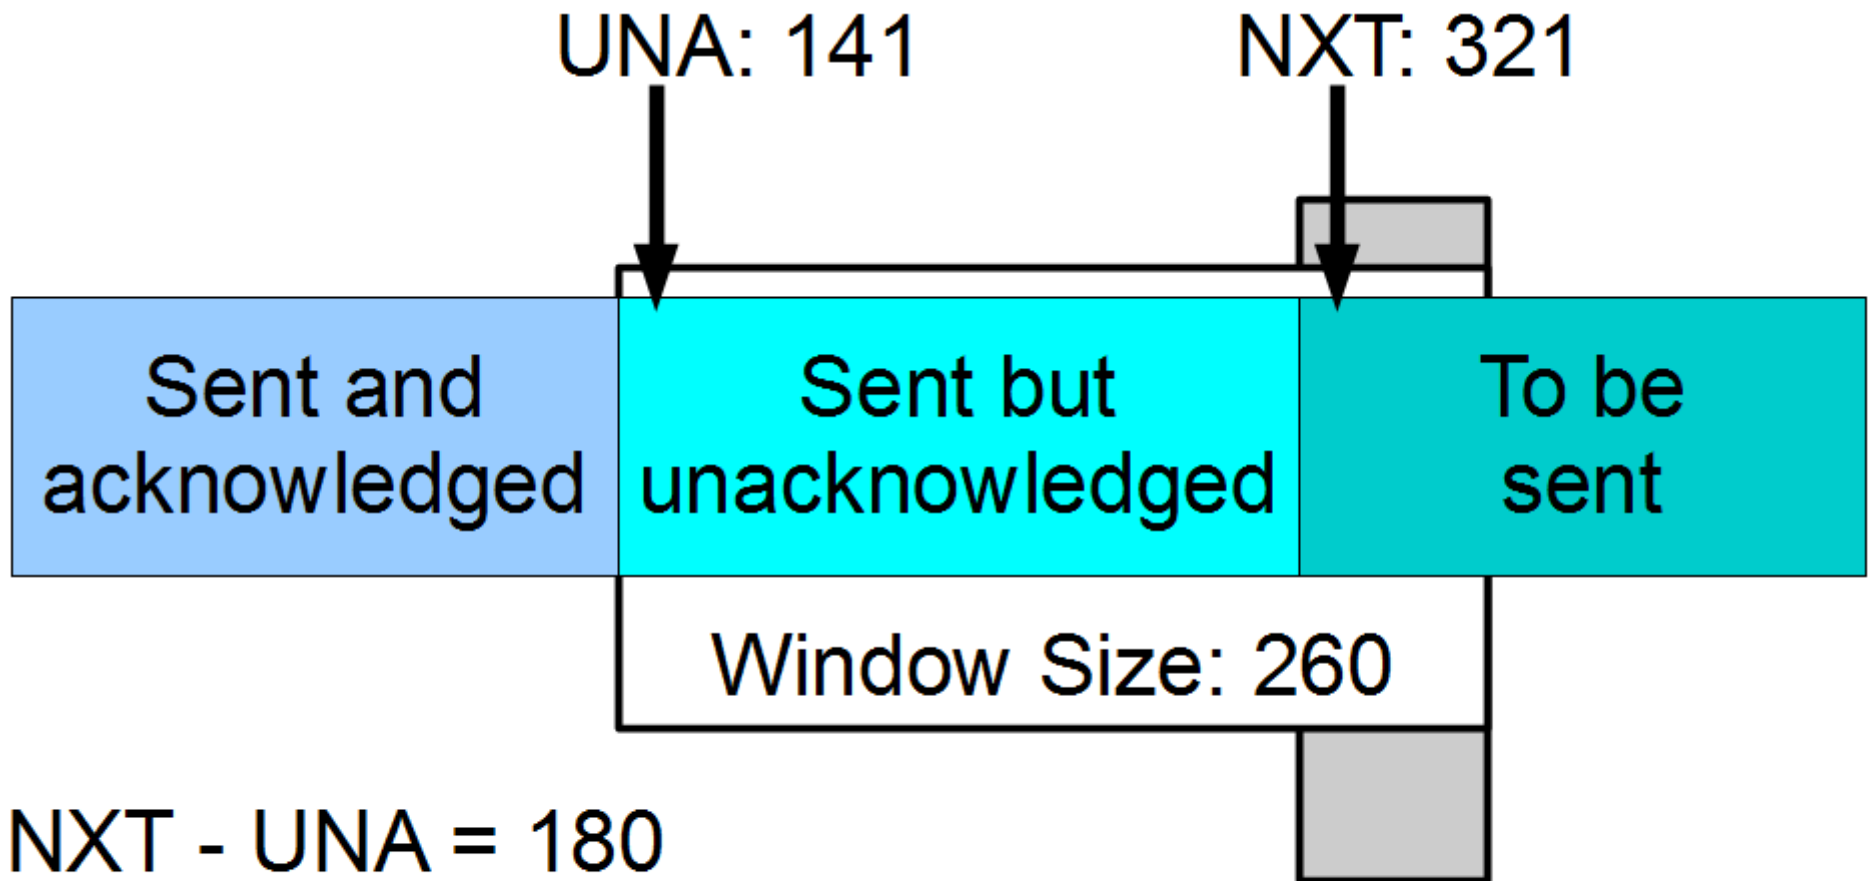 UNA: 141
NXT: 321
Sent and
acknowledged
Sent but
unacknowledged
To be
sent
Window Size: 260
NXT - UNA = 180